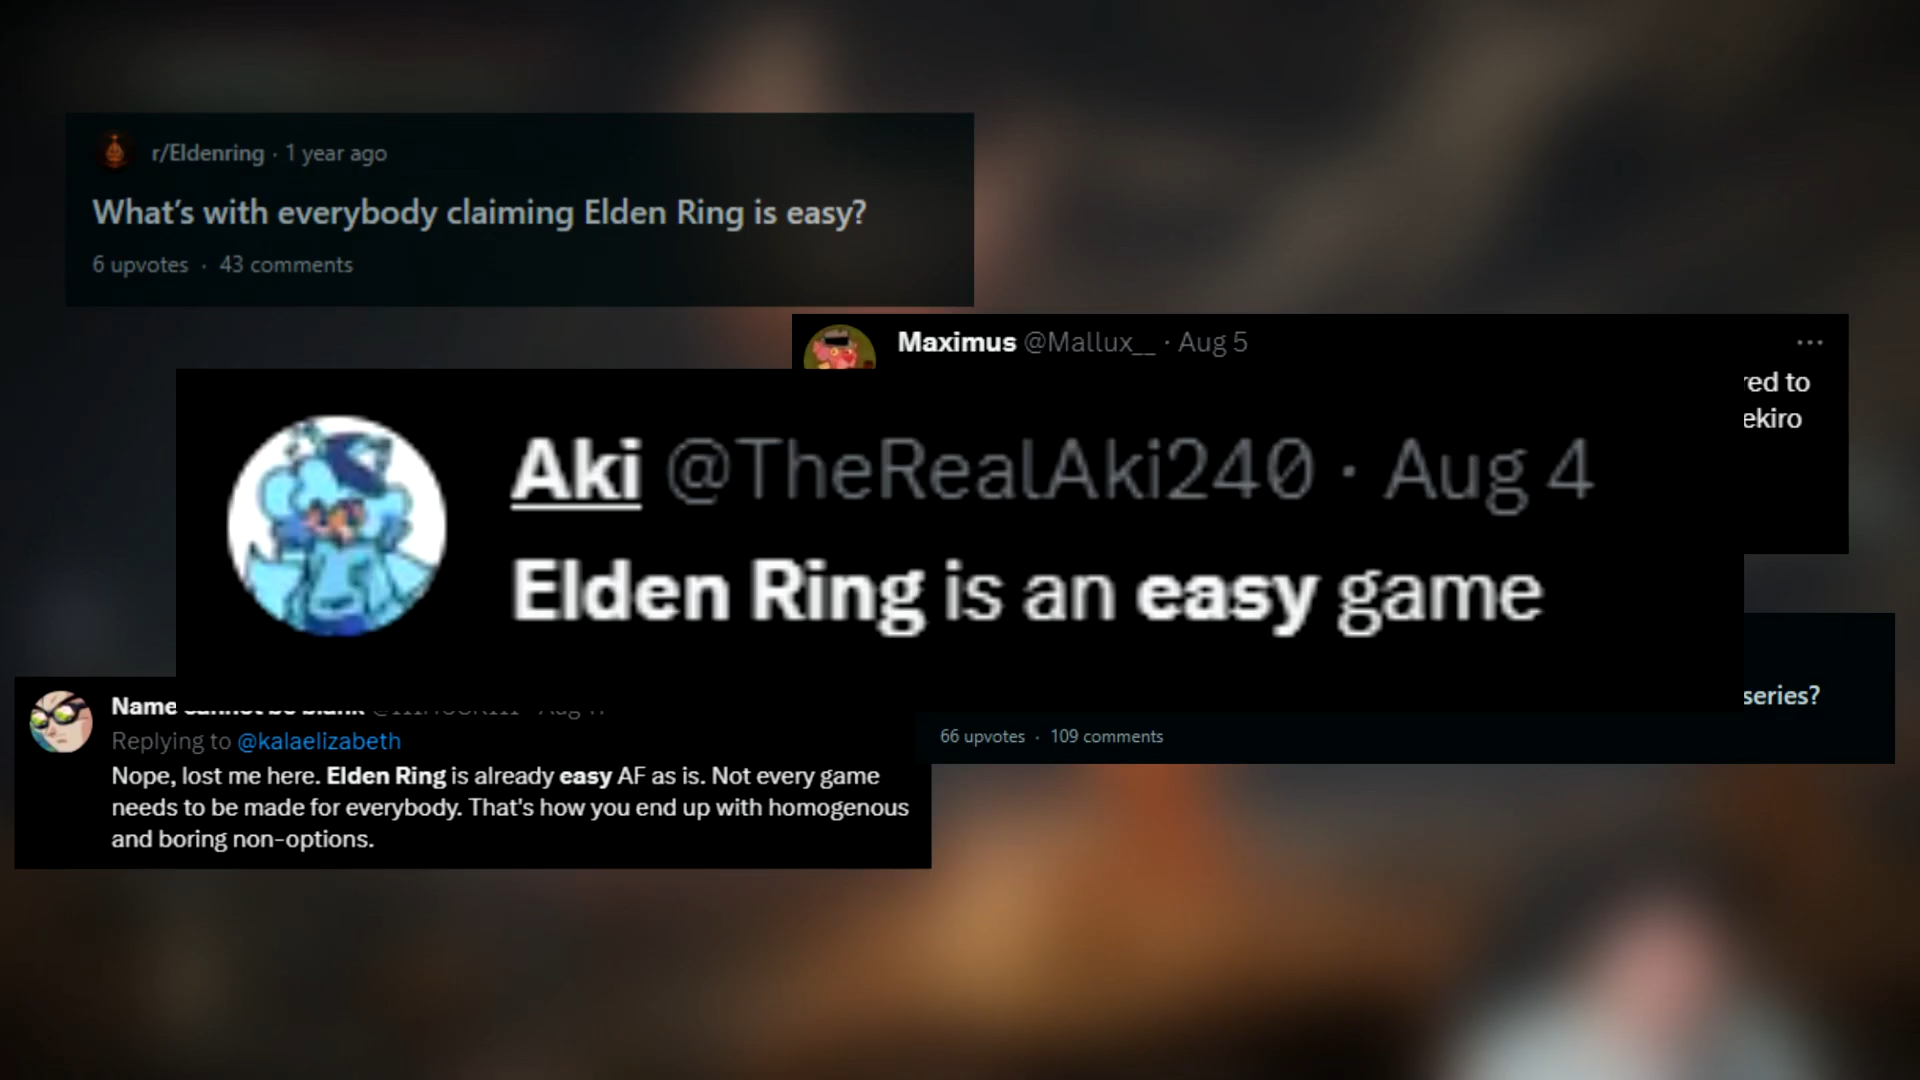 r/Eldenring · 1 year ago
What's with everybody claiming Elden Ring is easy?
6 upvotes · 43 comments
Maximus @Mallux__ · Aug 5
red to
ekiro
Aki @TheRealAki240 · Aug 4
Elden Ring is an easy game
series?
66 upvotes · 109 comments
Name cannot be blank
Replying to @kalaelizabeth
Nope, lost me here. Elden Ring is already easy AF as is. Not every game
needs to be made for everybody. That's how you end up with homogenous
and boring non-options.